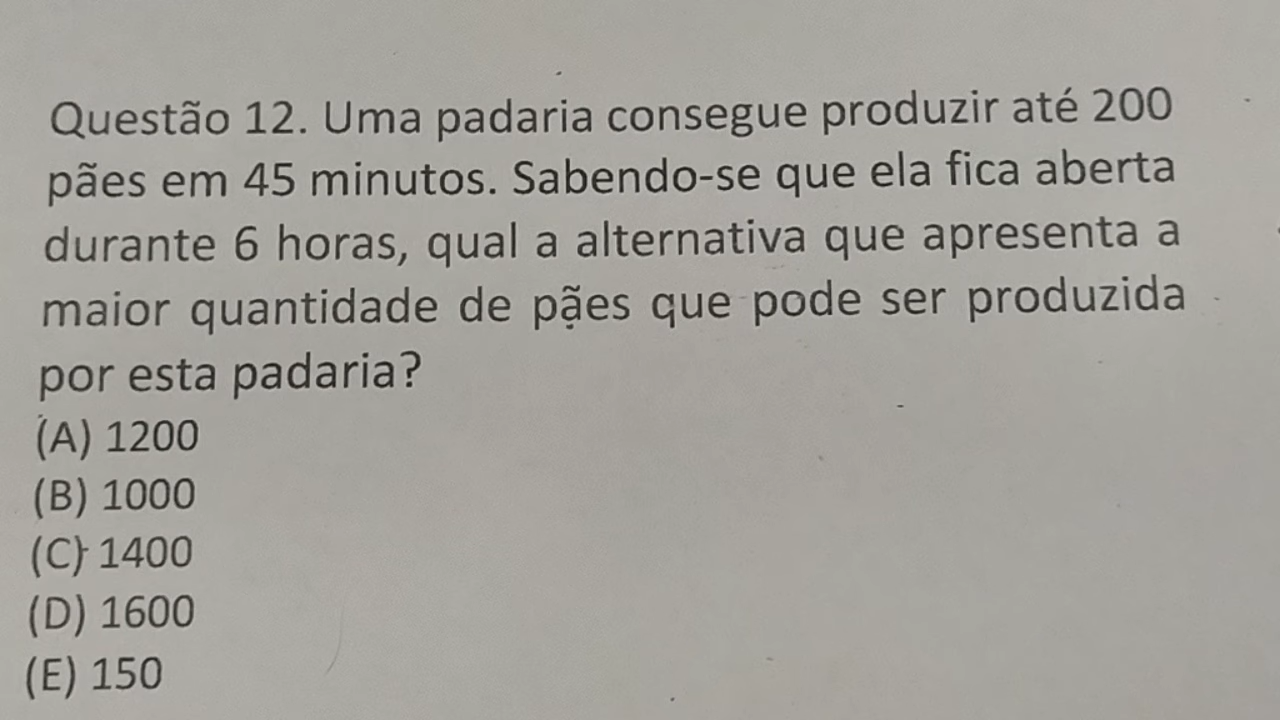 Questão 12. Uma padaria consegue produzir até 200
pães em 45 minutos. Sabendo-se que ela fica aberta
durante 6 horas, qual a alternativa que apresenta a
maior quantidade de pães que pode ser produzida
por esta padaria?
(A) 1200
(B) 1000
(C) 1400
(D) 1600
(E) 150